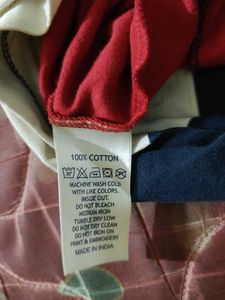 100% COTTON
MACHINE WASH COLD
WITH LIKE COLORS.
INSIDE OUT.
DO NOT BLEACH
MEDIUM IRON
TUMBLE DRY LOW
DO NOT DRY CLEAN
DO NOT IRON ON
PRINT & EMBROIDERY
MADE IN INDIA